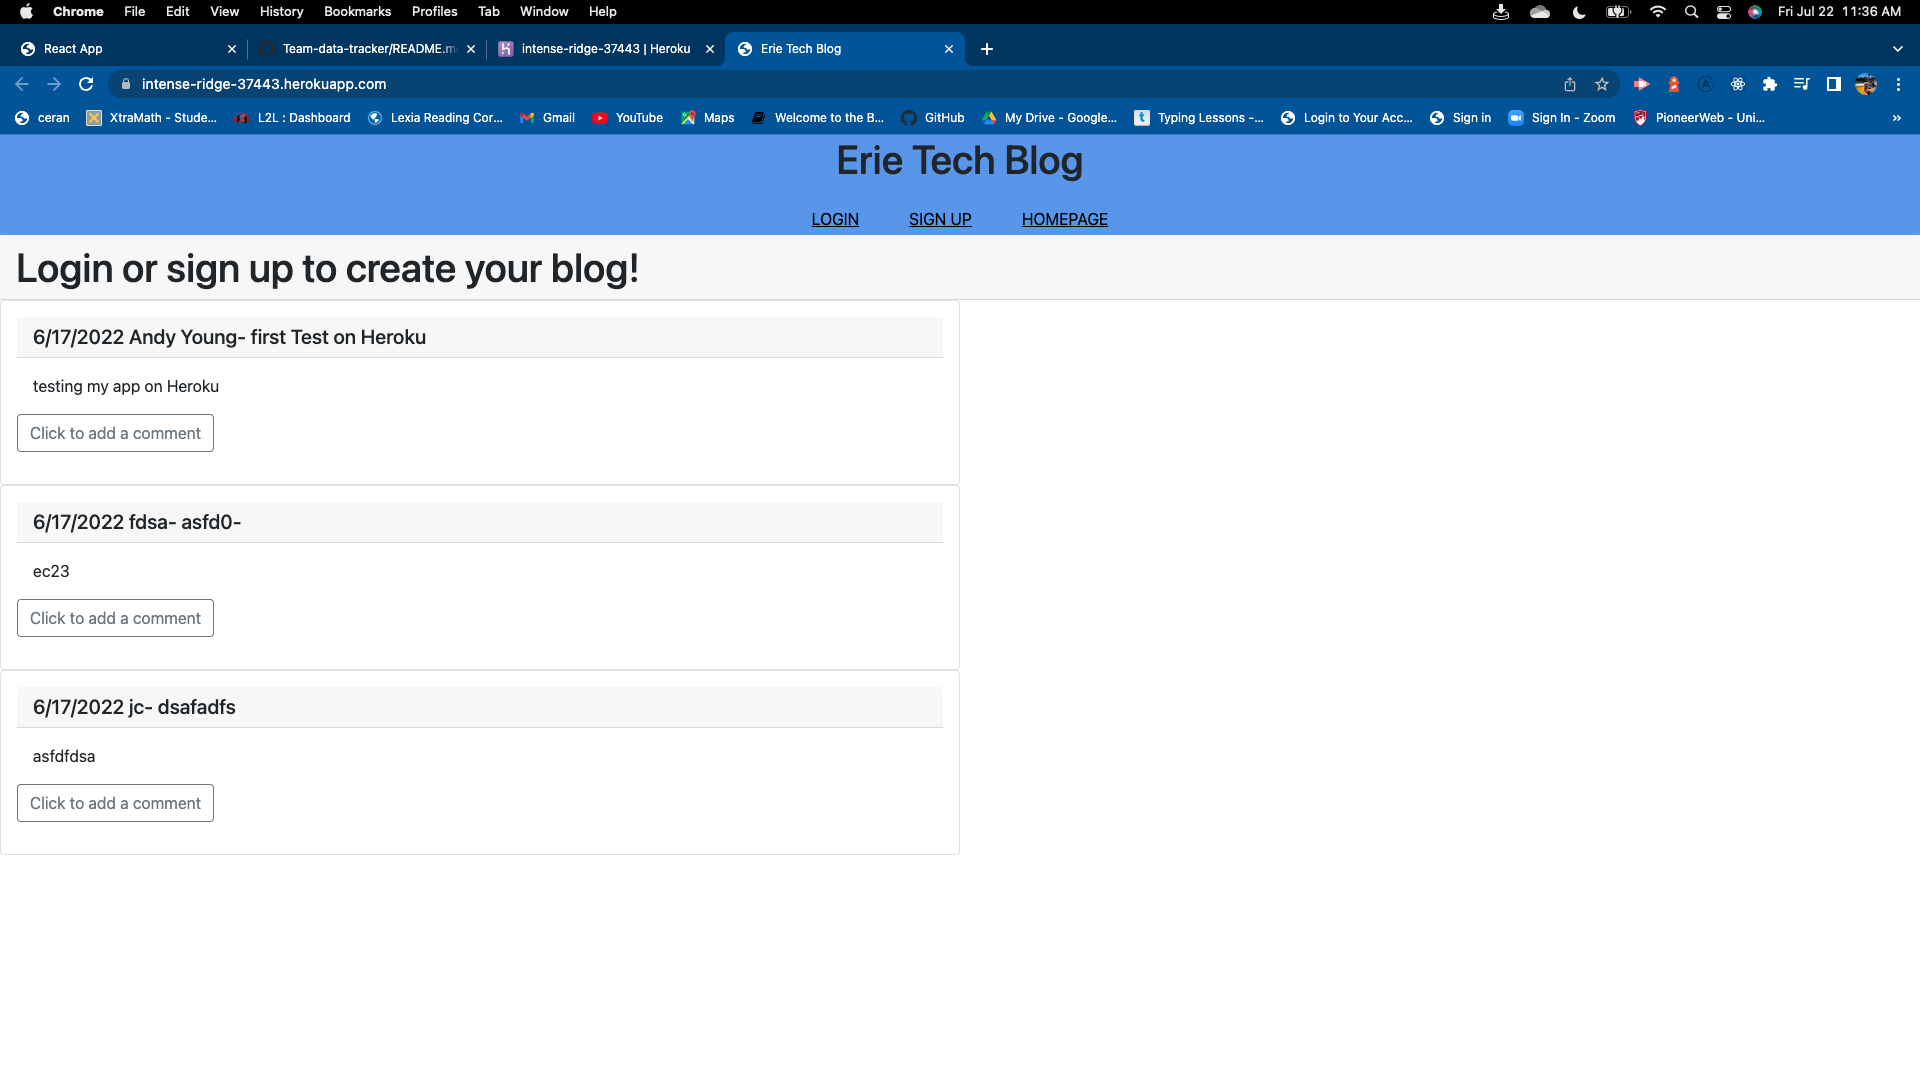 Chrome File Edit View History Bookmarks Profiles Tab Window Help Fri Jul 22 11:36 AM
React App Team-data-tracker/README.m intense-ridge-37443 | Heroku Erie Tech Blog
intense-ridge-37443.herokuapp.com
ceran XtraMath - Stude... L2L : Dashboard Lexia Reading Cor... Gmail YouTube Maps Welcome to the B... GitHub My Drive - Google... Typing Lessons -... Login to Your Acc... Sign in Sign In - Zoom PioneerWeb - Uni... »
Erie Tech Blog
LOGIN SIGN UP HOMEPAGE
Login or sign up to create your blog!
6/17/2022 Andy Young- first Test on Heroku
testing my app on Heroku
Click to add a comment
6/17/2022 fdsa- asfd0-
ec23
Click to add a comment
6/17/2022 jc- dsafadfs
asfdfdsa
Click to add a comment